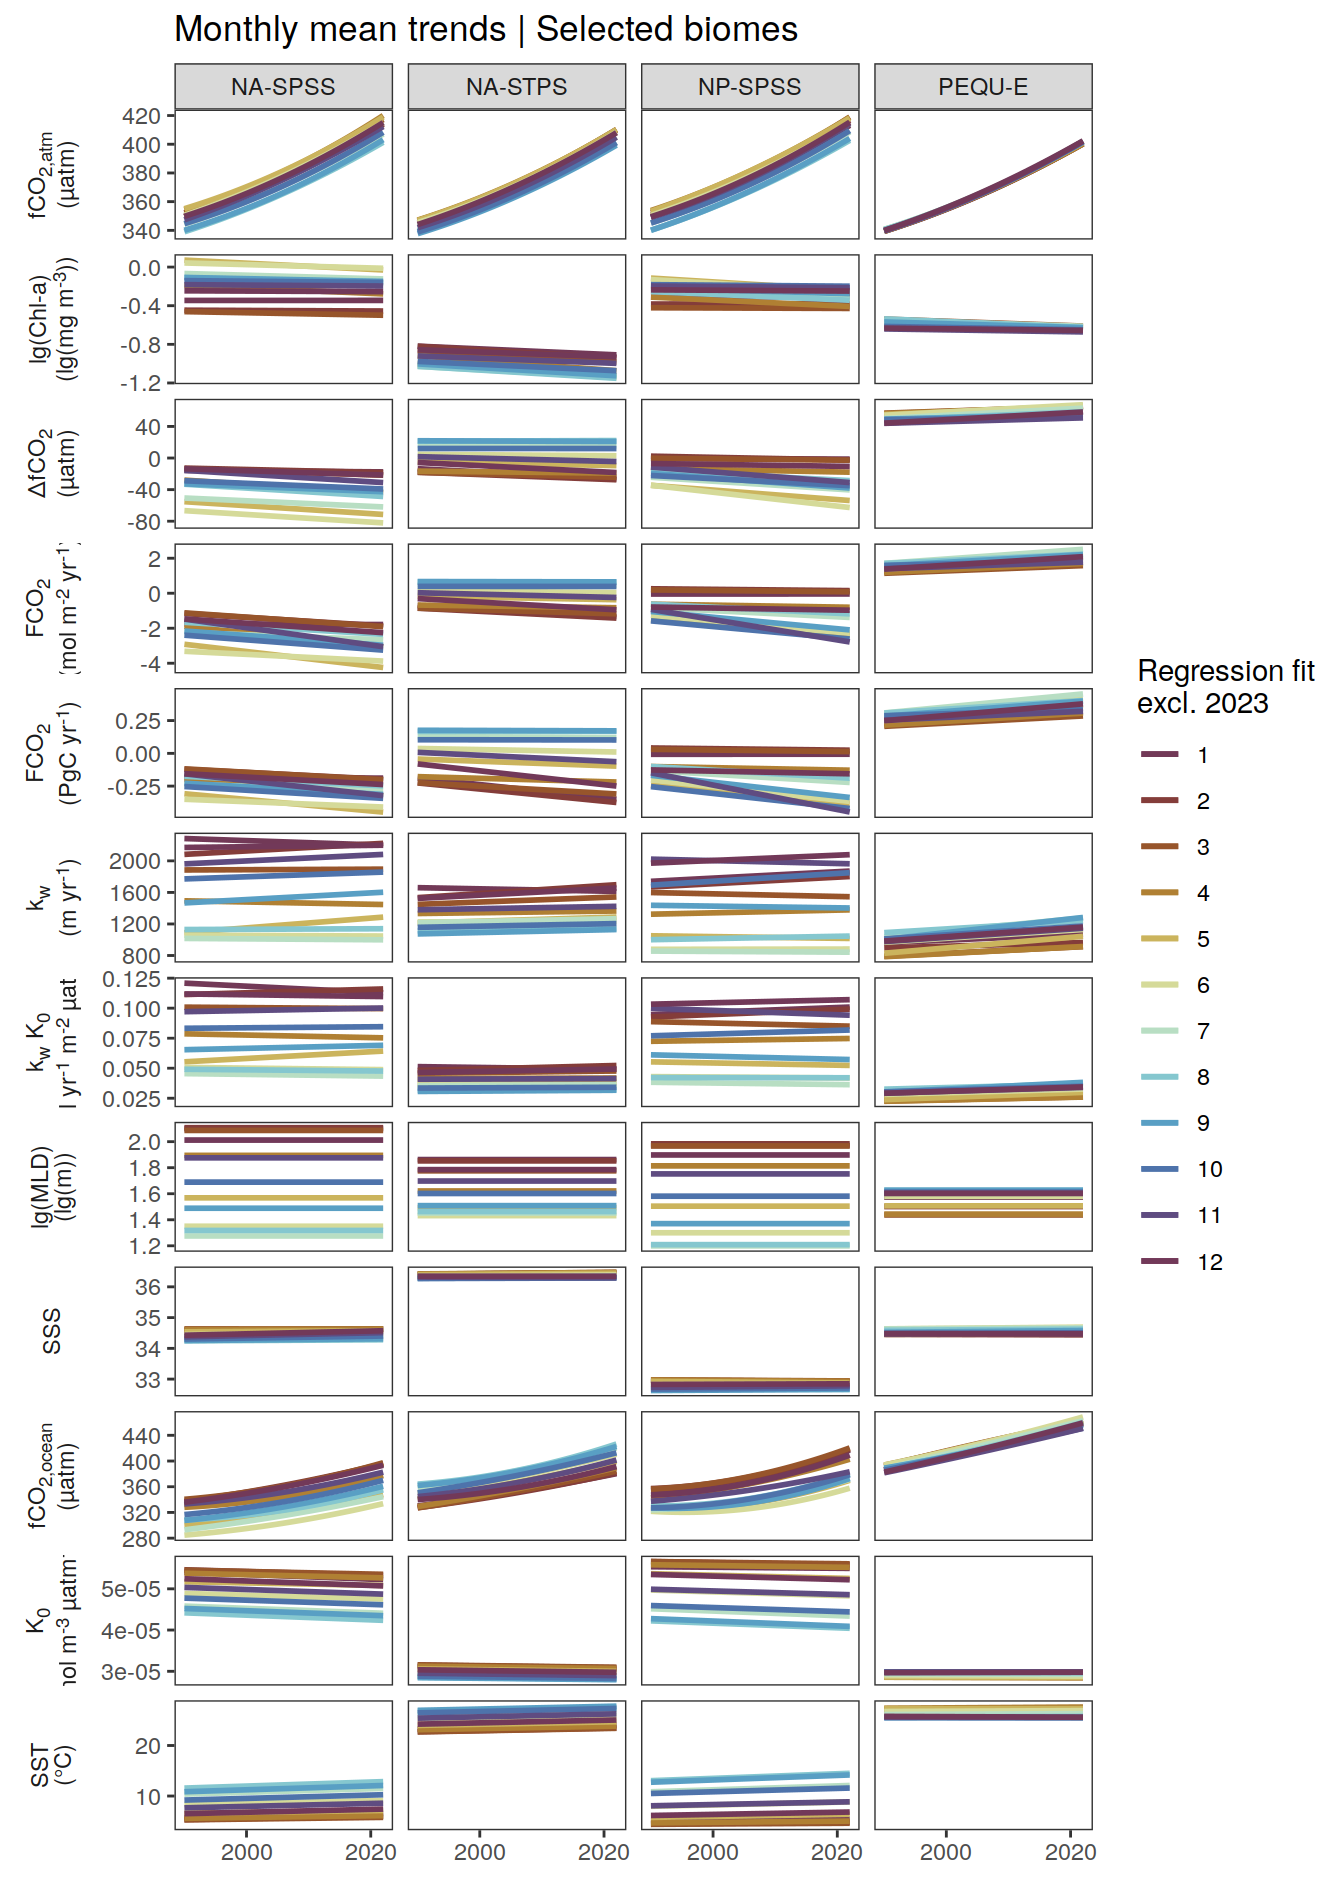 Monthly mean trends | Selected biomes
NA-SPSS NA-STPS NP-SPSS PEQU-E
fCO2,atm
(µatm)
420
400
380
360
340
lg(Chl-a)
(lg(mg m-3))
0.0
-0.4
-0.8
-1.2
ΔfCO2
(µatm)
40
0
-40
-80
FCO2
(mol m-2 yr-1)
2
0
-2
-4
FCO2
(PgC yr-1)
0.25
0.00
-0.25
kw
(m yr-1)
2000
1600
1200
800
kw K0
l yr-1 m-2 µat
0.125
0.100
0.075
0.050
0.025
lg(MLD)
(lg(m))
2.0
1.8
1.6
1.4
1.2
SSS
36
35
34
33
fCO2,ocean
(µatm)
440
400
360
320
280
K0
nol m-3 µatm-
5e-05
4e-05
3e-05
SST
(°C)
20
10
2000 2020 2000 2020 2000 2020 2000 2020
Regression fit
excl. 2023
1
2
3
4
5
6
7
8
9
10
11
12